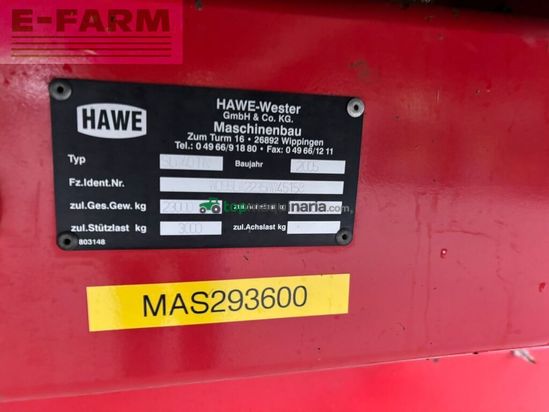 E-FARM
HAWE
HAWE-Wester
GmbH & Co. KG.
Maschinenbau
Zum Turm 16 • 26892 Wippingen
Tel.: 0 49 66/9 18 80 • Fax: 0 49 66/12 11
Typ Baujahr 2005
Fz.Ident.Nr.
zul.Ges.Gew. kg 23000
zul.Stützlast kg 3000 zul.Achslast kg
803148
MAS293600